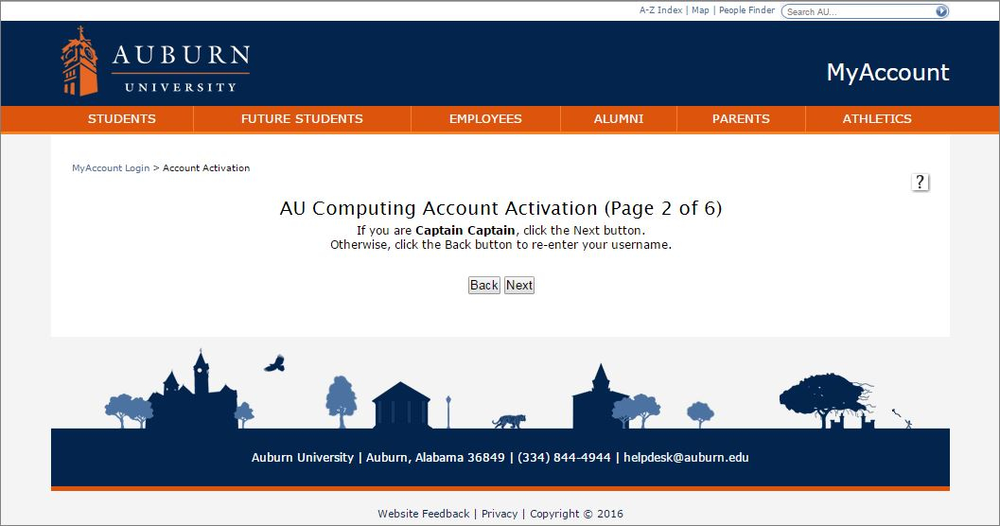 A-Z Index | Map | People Finder
Search AU...
AUBURN
UNIVERSITY
MyAccount
STUDENTS
FUTURE STUDENTS
EMPLOYEES
ALUMNI
PARENTS
ATHLETICS
MyAccount Login > Account Activation
?
AU Computing Account Activation (Page 2 of 6)
If you are Captain Captain, click the Next button.
Otherwise, click the Back button to re-enter your username.
Back Next
Auburn University | Auburn, Alabama 36849 | (334) 844-4944 | helpdesk@auburn.edu
Website Feedback | Privacy | Copyright © 2016